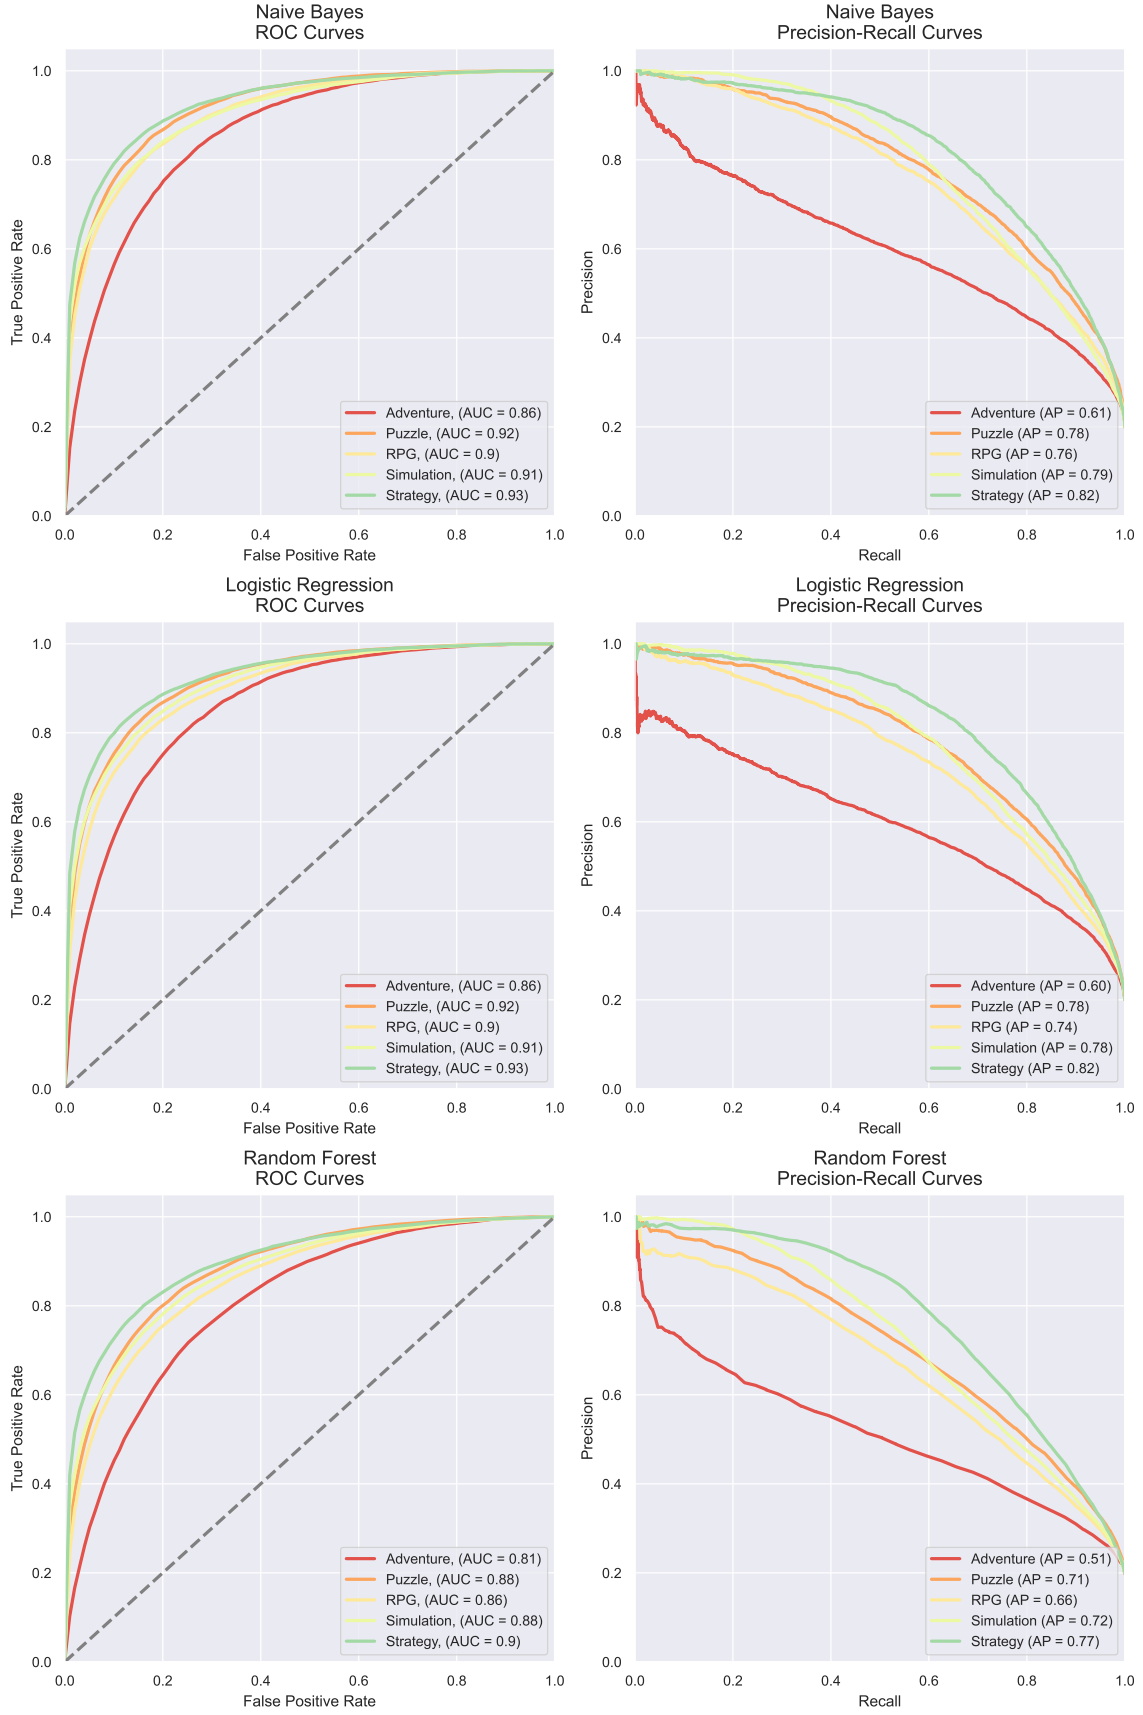 Naive Bayes
ROC Curves
True Positive Rate
1.0
0.8
0.6
0.4
0.2
0.0
Adventure, (AUC = 0.86)
Puzzle, (AUC = 0.92)
RPG, (AUC = 0.9)
Simulation, (AUC = 0.91)
Strategy, (AUC = 0.93)
0.0 0.2 0.4 0.6 0.8 1.0
False Positive Rate
Naive Bayes
Precision-Recall Curves
Precision
1.0
0.8
0.6
0.4
0.2
0.0
Adventure (AP = 0.61)
Puzzle (AP = 0.78)
RPG (AP = 0.76)
Simulation (AP = 0.79)
Strategy (AP = 0.82)
0.0 0.2 0.4 0.6 0.8 1.0
Recall
Logistic Regression
ROC Curves
True Positive Rate
1.0
0.8
0.6
0.4
0.2
0.0
Adventure, (AUC = 0.86)
Puzzle, (AUC = 0.92)
RPG, (AUC = 0.9)
Simulation, (AUC = 0.91)
Strategy, (AUC = 0.93)
0.0 0.2 0.4 0.6 0.8 1.0
False Positive Rate
Logistic Regression
Precision-Recall Curves
Precision
1.0
0.8
0.6
0.4
0.2
0.0
Adventure (AP = 0.60)
Puzzle (AP = 0.78)
RPG (AP = 0.74)
Simulation (AP = 0.78)
Strategy (AP = 0.82)
0.0 0.2 0.4 0.6 0.8 1.0
Recall
Random Forest
ROC Curves
True Positive Rate
1.0
0.8
0.6
0.4
0.2
0.0
Adventure, (AUC = 0.81)
Puzzle, (AUC = 0.88)
RPG, (AUC = 0.86)
Simulation, (AUC = 0.88)
Strategy, (AUC = 0.9)
0.0 0.2 0.4 0.6 0.8 1.0
False Positive Rate
Random Forest
Precision-Recall Curves
Precision
1.0
0.8
0.6
0.4
0.2
0.0
Adventure (AP = 0.51)
Puzzle (AP = 0.71)
RPG (AP = 0.66)
Simulation (AP = 0.72)
Strategy (AP = 0.77)
0.0 0.2 0.4 0.6 0.8 1.0
Recall